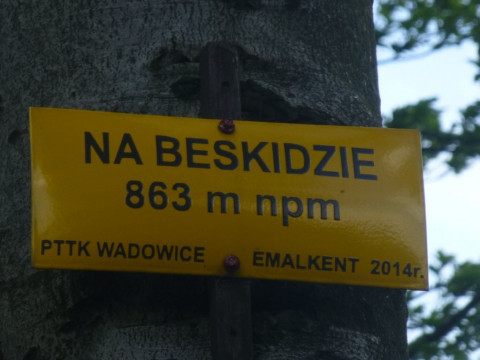 NA BESKIDZIE
863 m npm
PTTK WADOWICE EMALKENT 2014r.